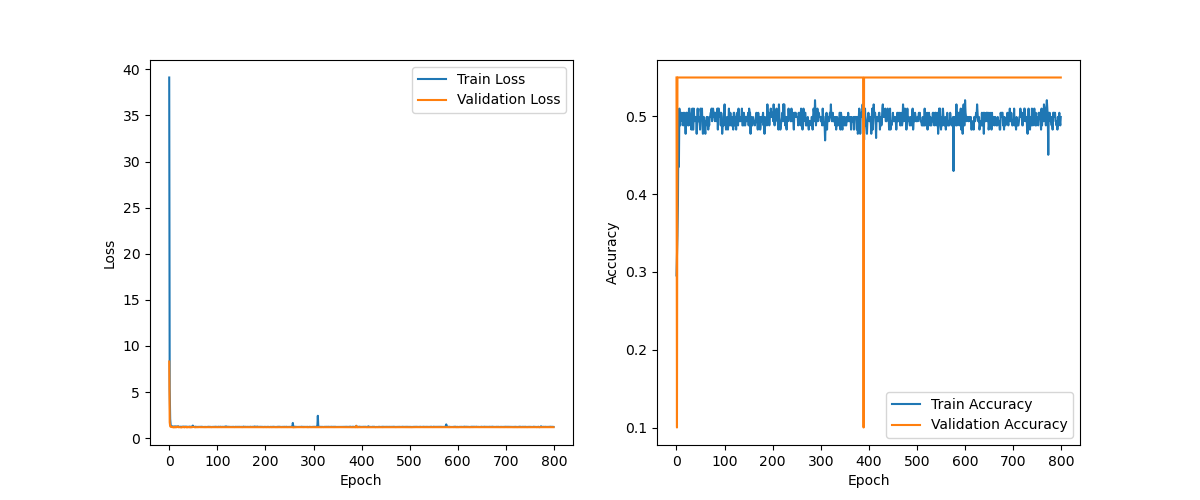 40
35
30
25
20
15
10
5
0
Loss
0 100 200 300 400 500 600 700 800
Epoch
Train Loss
Validation Loss
0.5
0.4
0.3
0.2
0.1
Accuracy
0 100 200 300 400 500 600 700 800
Epoch
Train Accuracy
Validation Accuracy